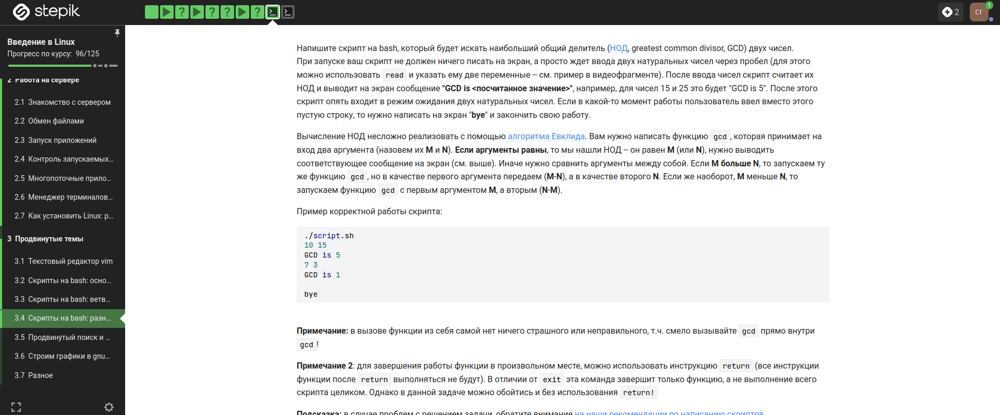 stepik
2
СГ
1
Введение в Linux
Прогресс по курсу: 96/125
2 Работа на сервере
2.1 Знакомство с сервером
2.2 Обмен файлами
2.3 Запуск приложений
2.4 Контроль запускаемых…
2.5 Многопоточные прило…
2.6 Менеджер терминалов…
2.7 Как установить Linux: р…
3 Продвинутые темы
3.1 Текстовый редактор vim
3.2 Скрипты на bash: осно…
3.3 Скрипты на bash: ветв…
3.4 Скрипты на bash: разн…
3.5 Продвинутый поиск и …
3.6 Строим графики в gnu…
3.7 Разное
Напишите скрипт на bash, который будет искать наибольший общий делитель (НОД, greatest common divisor, GCD) двух чисел.
При запуске ваш скрипт не должен ничего писать на экран, а просто ждет ввода двух натуральных чисел через пробел (для этого
можно использовать read и указать ему две переменные -- см. пример в видеофрагменте). После ввода чисел скрипт считает их
НОД и выводит на экран сообщение "GCD is <посчитанное значение>", например, для чисел 15 и 25 это будет "GCD is 5". После этого
скрипт опять входит в режим ожидания двух натуральных чисел. Если в какой-то момент работы пользователь ввел вместо этого
пустую строку, то нужно написать на экран "bye" и закончить свою работу.
Вычисление НОД несложно реализовать с помощью алгоритма Евклида. Вам нужно написать функцию gcd, которая принимает на
вход два аргумента (назовем их M и N). Если аргументы равны, то мы нашли НОД -- он равен M (или N), нужно выводить
соответствующее сообщение на экран (см. выше). Иначе нужно сравнить аргументы между собой. Если M больше N, то запускаем ту
же функцию gcd, но в качестве первого аргумента передаем (M-N), а в качестве второго N. Если же наоборот, M меньше N, то
запускаем функцию gcd с первым аргументом M, а вторым (N-M).
Пример корректной работы скрипта:
./script.sh
10 15
GCD is 5
7 3
GCD is 1
bye
Примечание: в вызове функции из себя самой нет ничего страшного или неправильного, т.ч. смело вызывайте gcd прямо внутри
gcd!
Примечание 2: для завершения работы функции в произвольном месте, можно использовать инструкцию return (все инструкции
функции после return выполняться не будут). В отличии от exit эта команда завершит только функцию, а не выполнение всего
скрипта целиком. Однако в данной задаче можно обойтись и без использования return!
Подсказка: в случае проблем с решением задачи, обратите внимание на наши рекомендации по написанию скриптов.